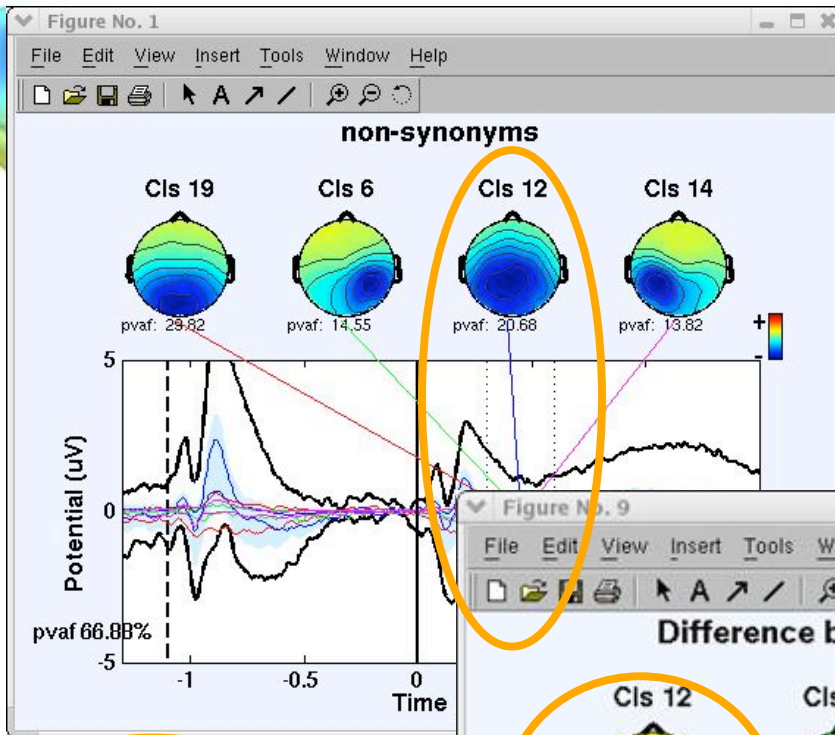 Figure No. 1
File Edit View Insert Tools Window Help
non-synonyms
Cls 19 Cls 6 Cls 12 Cls 14
pvaf: 29.82 pvaf: 14.55 pvaf: 20.68 pvaf: 13.82
+
-
5
0
-5
Potential (uV)
pvaf 66.88%
-1 -0.5 0
Time
Figure No. 9
File Edit View Insert Tools
Difference
Cls 12